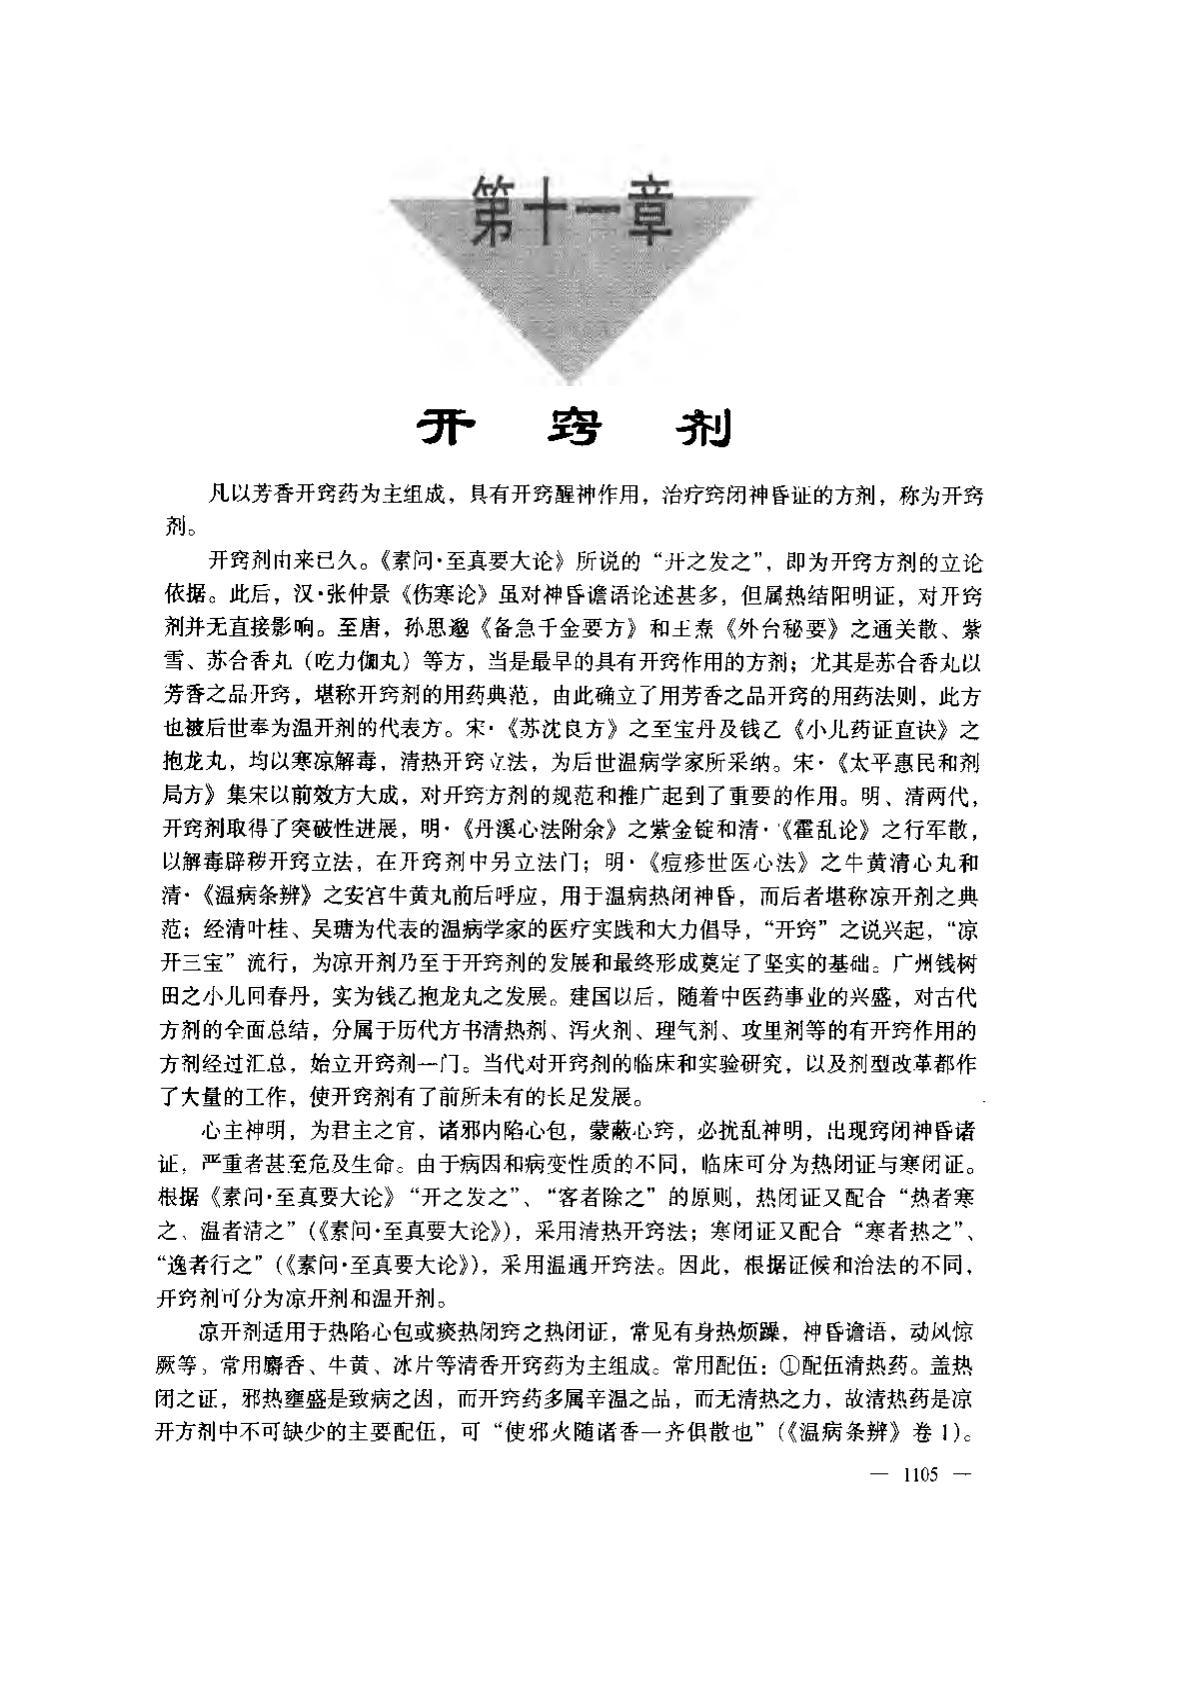 第十一章
开窍剂
凡以芳香开窍药为主组成，具有开窍醒神作用，治疗窍闭神昏证的方剂，称为开窍
剂。
开窍剂由来已久。《素问·至真要大论》所说的“开之发之”，即为开窍方剂的立论
依据。此后，汉·张仲景《伤寒论》虽对神昏谵语论述甚多，但属热结阳明证，对开窍
剂并无直接影响。至唐，孙思邈《备急千金要方》和王焘《外台秘要》之通关散、紫
雪、苏合香丸（吃力伽丸）等方，当是最早的具有开窍作用的方剂；尤其是苏合香丸以
芳香之品开窍，堪称开窍剂的用药典范，由此确立了用芳香之品开窍的用药法则，此方
也被后世奉为温开剂的代表方。宋·《苏沈良方》之至宝丹及钱乙《小儿药证直诀》之
抱龙丸，均以寒凉解毒，清热开窍立法，为后世温病学家所采纳。宋·《太平惠民和剂
局方》集宋以前效方大成，对开窍方剂的规范和推广起到了重要的作用。明、清两代，
开窍剂取得了突破性进展，明·《丹溪心法附余》之紫金锭和清·《霍乱论》之行军散，
以解毒辟秽开窍立法，在开窍剂中另立法门；明·《痘疹世医心法》之牛黄清心丸和
清·《温病条辨》之安宫牛黄丸前后呼应，用于温病热闭神昏，而后者堪称凉开剂之典
范；经清叶桂、吴瑭为代表的温病学家的医疗实践和大力倡导，“开窍”之说兴起，“凉
开三宝”流行，为凉开剂乃至于开窍剂的发展和最终形成奠定了坚实的基础。广州钱树
田之小儿回春丹，实为钱乙抱龙丸之发展。建国以后，随着中医药事业的兴盛，对古代
方剂的全面总结，分属于历代方书清热剂、泻火剂、理气剂、攻里剂等的有开窍作用的
方剂经过汇总，始立开窍剂一门。当代对开窍剂的临床和实验研究，以及剂型改革都作
了大量的工作，使开窍剂有了前所未有的长足发展。
心主神明，为君主之官，诸邪内陷心包，蒙蔽心窍，必扰乱神明，出现窍闭神昏诸
证，严重者甚至危及生命。由于病因和病变性质的不同，临床可分为热闭证与寒闭证。
根据《素问·至真要大论》“开之发之”、“客者除之”的原则，热闭证又配合“热者寒
之、温者清之”（《素问·至真要大论》），采用清热开窍法；寒闭证又配合“寒者热之”、
“逸者行之”（《素问·至真要大论》），采用温通开窍法。因此，根据证候和治法的不同，
开窍剂可分为凉开剂和温开剂。
凉开剂适用于热陷心包或痰热闭窍之热闭证，常见有身热烦躁，神昏谵语，动风惊
厥等，常用麝香、牛黄、冰片等清香开窍药为主组成。常用配伍：①配伍清热药。盖热
闭之证，邪热壅盛是致病之因，而开窍药多属辛温之品，而无清热之力，故清热药是凉
开方剂中不可缺少的主要配伍，可“使邪火随诸香一齐俱散也”（《温病条辨》卷1）。
— 1105 —